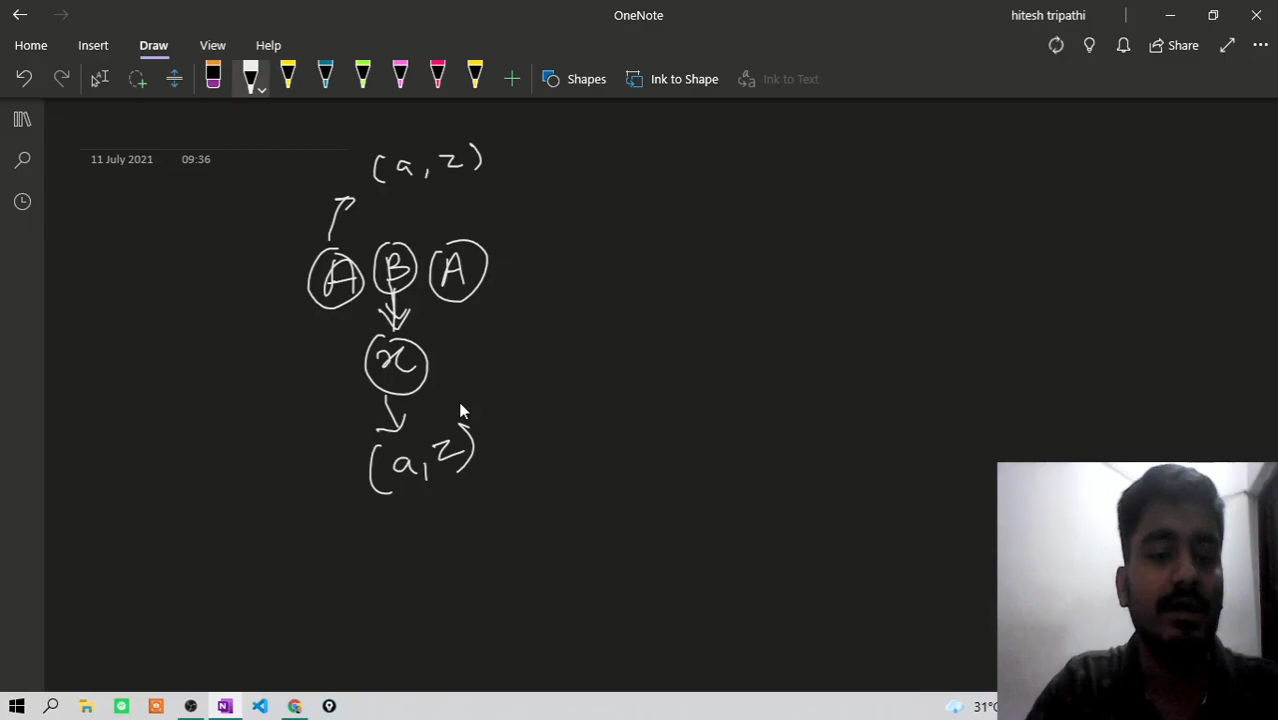 OneNote
hitesh tripathi
Home Insert Draw View Help
Share
Shapes
Ink to Shape
Ink to Text
11 July 2021 09:36
(a, z)
A B A
x
(a, z)
31°C